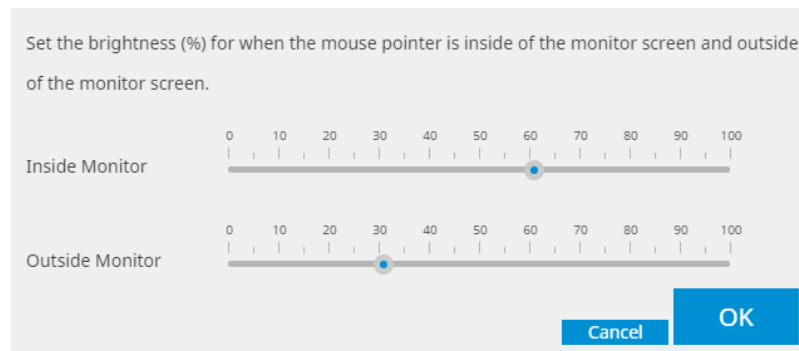 Set the brightness (%) for when the mouse pointer is inside of the monitor screen and outside
of the monitor screen.
0 10 20 30 40 50 60 70 80 90 100
Inside Monitor
0 10 20 30 40 50 60 70 80 90 100
Outside Monitor
OK
Cancel